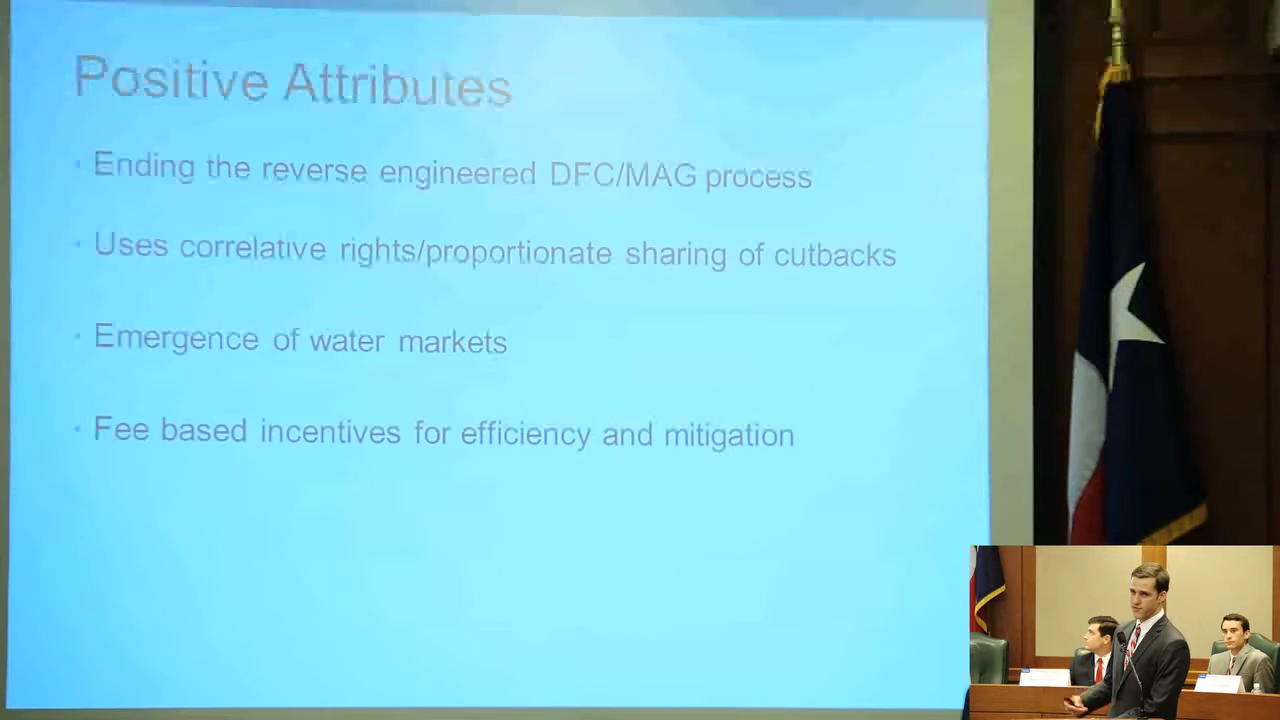 Positive Attributes
• Ending the reverse engineered DFC/MAG process
• Uses correlative rights/proportionate sharing of cutbacks
• Emergence of water markets
• Fee based incentives for efficiency and mitigation